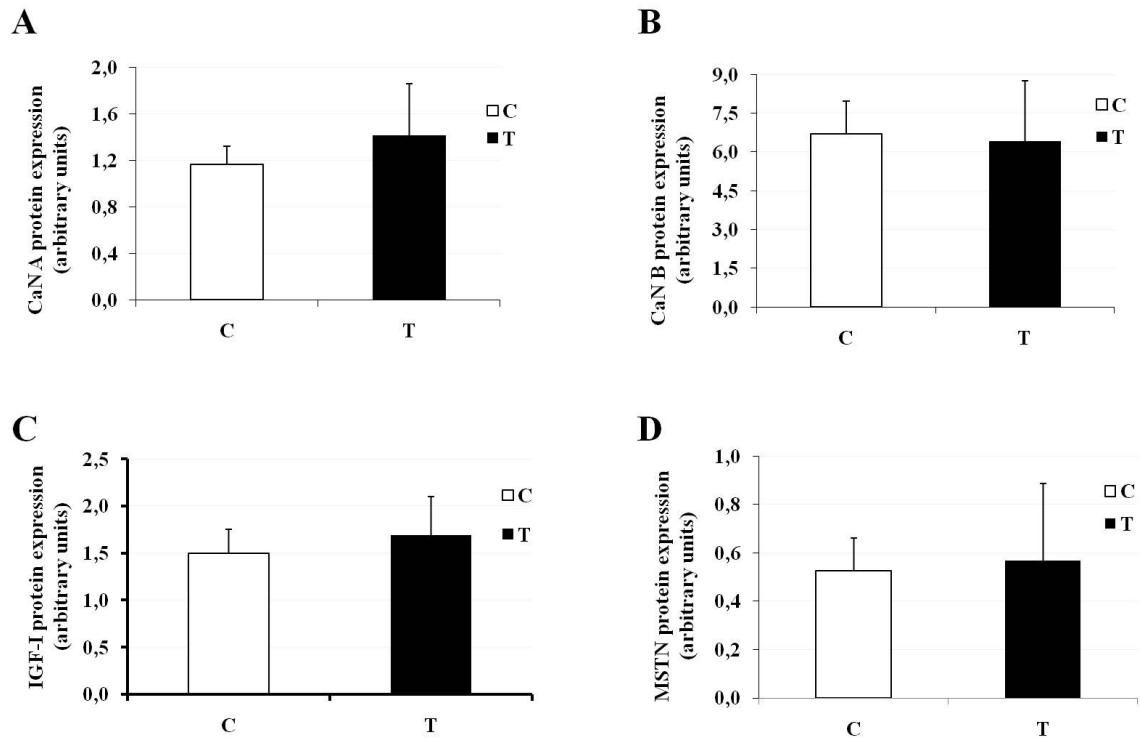 A
CaN A protein expression
(arbitrary units)
2,0
1,6
1,2
0,8
0,4
0,0
C
T
C
T
B
CaN B protein expression
(arbitrary units)
9,0
7,5
6,0
4,5
3,0
1,5
0,0
C
T
C
T
C
IGF-I protein expression
(arbitrary units)
2,5
2,0
1,5
1,0
0,5
0,0
C
T
C
T
D
MSTN protein expression
(arbitrary units)
1,0
0,8
0,6
0,4
0,2
0,0
C
T
C
T